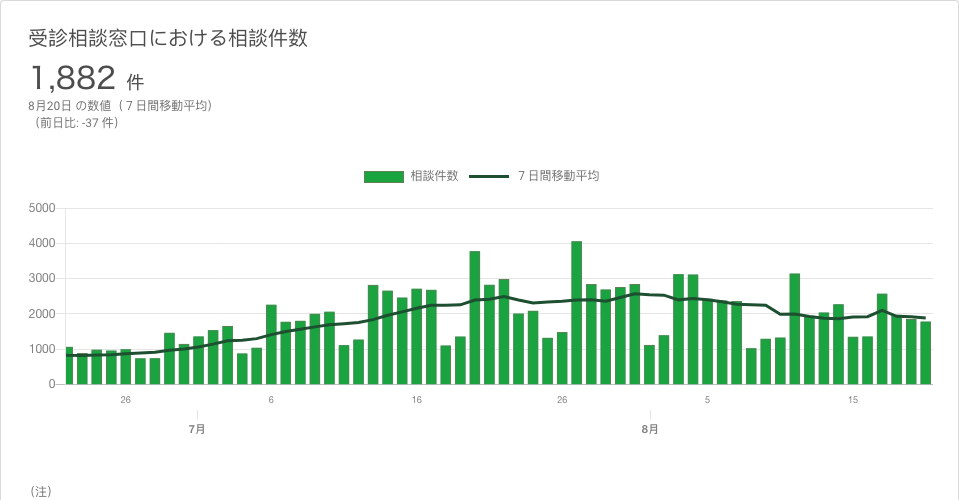 受診相談窓口における相談件数
1,882 件
8月20日 の数値（７日間移動平均）
（前日比: -37 件）
相談件数 ７日間移動平均
5000
4000
3000
2000
1000
0
26 6 16 26 5 15
7月 8月
（注）